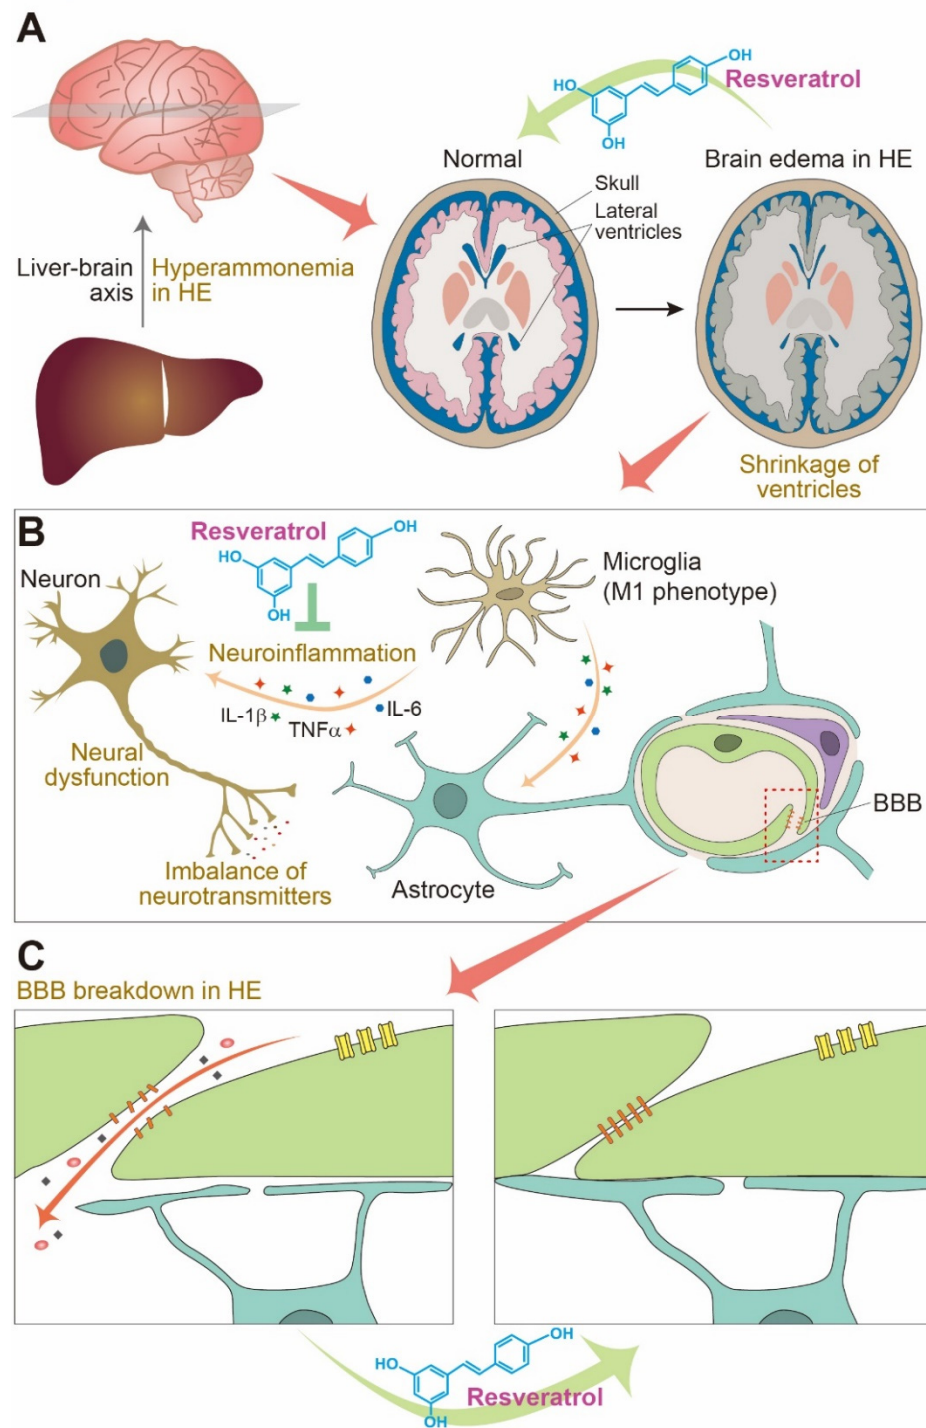 A
OH
HO
Resveratrol
OH
Normal
Brain edema in HE
Skull
Lateral
ventricles
Liver-brain
axis
Hyperammonemia
in HE
Shrinkage of
ventricles
B
Resveratrol
OH
HO
OH
Neuron
Microglia
(M1 phenotype)
Neuroinflammation
IL-1β
TNFα
IL-6
Neural
dysfunction
BBB
Imbalance of
neurotransmitters
Astrocyte
C
BBB breakdown in HE
OH
HO
Resveratrol
OH